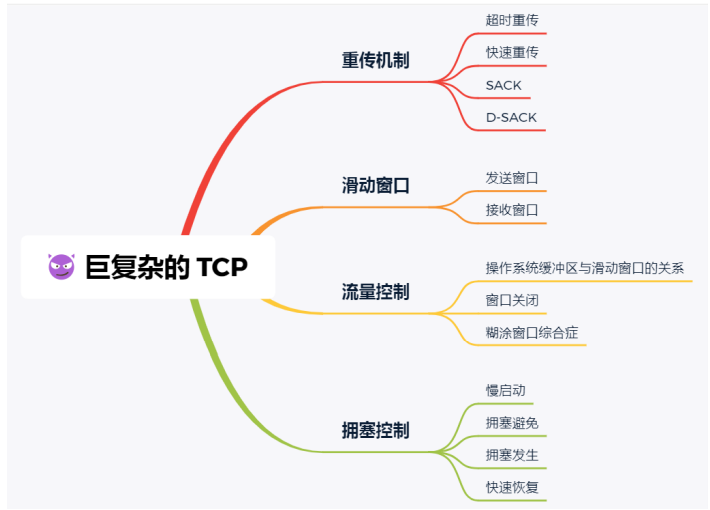 重传机制
超时重传
快速重传
SACK
D-SACK
滑动窗口
发送窗口
接收窗口
巨复杂的 TCP
流量控制
操作系统缓冲区与滑动窗口的关系
窗口关闭
糊涂窗口综合症
拥塞控制
慢启动
拥塞避免
拥塞发生
快速恢复